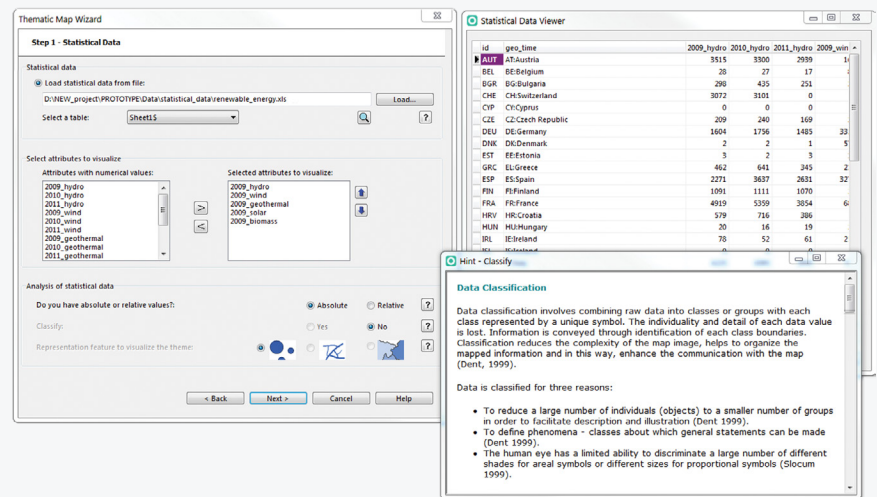 Thematic Map Wizard
Step 1 - Statistical Data
Statistical data
Load statistical data from file:
D:\NEW_project\PROTOTYPE\Data\statistical_data\renewable_energy.xls
Load...
Select a table:
Sheet1$
?
Select attributes to visualize
Attributes with numerical values:
2009_hydro
2010_hydro
2011_hydro
2009_wind
2010_wind
2011_wind
2009_geothermal
2010_geothermal
2011_geothermal
>
<
Selected attributes to visualize:
2009_hydro
2009_wind
2009_geothermal
2009_solar
2009_biomass
Analysis of statistical data
Do you have absolute or relative values?: Absolute Relative ?
Classify: Yes No ?
Representation feature to visualize the theme: ?
< Back Next > Cancel Help
Statistical Data Viewer
id geo_time 2009_hydro 2010_hydro 2011_hydro 2009_win
AUT AT:Austria 3515 3300 2939
BEL BE:Belgium 28 27 17
BGR BG:Bulgaria 298 435 251
CHE CH:Switzerland 3072 3101 0
CYP CY:Cyprus 0 0 0
CZE CZ:Czech Republic 209 240 169
DEU DE:Germany 1604 1756 1485
DNK DK:Denmark 2 2 1
EST EE:Estonia 3 2 3
GRC EL:Greece 462 641 345
ESP ES:Spain 2271 3637 2631
FIN FI:Finland 1091 1111 1070
FRA FR:France 4919 5359 3854
HRV HR:Croatia 579 716 386
HUN HU:Hungary 20 16 19
IRL IE:Ireland 78 52 61
Hint - Classify
Data Classification
Data classification involves combining raw data into classes or groups with each
class represented by a unique symbol. The individuality and detail of each data value
is lost. Information is conveyed through identification of each class boundaries.
Classification reduces the complexity of the map image, helps to organize the
mapped information and in this way, enhance the communication with the map
(Dent, 1999).
Data is classified for three reasons:
• To reduce a large number of individuals (objects) to a smaller number of groups
in order to facilitate description and illustration (Dent 1999).
• To define phenomena - classes about which general statements can be made
(Dent 1999).
• The human eye has a limited ability to discriminate a large number of different
shades for areal symbols or different sizes for proportional symbols (Slocum
1999).